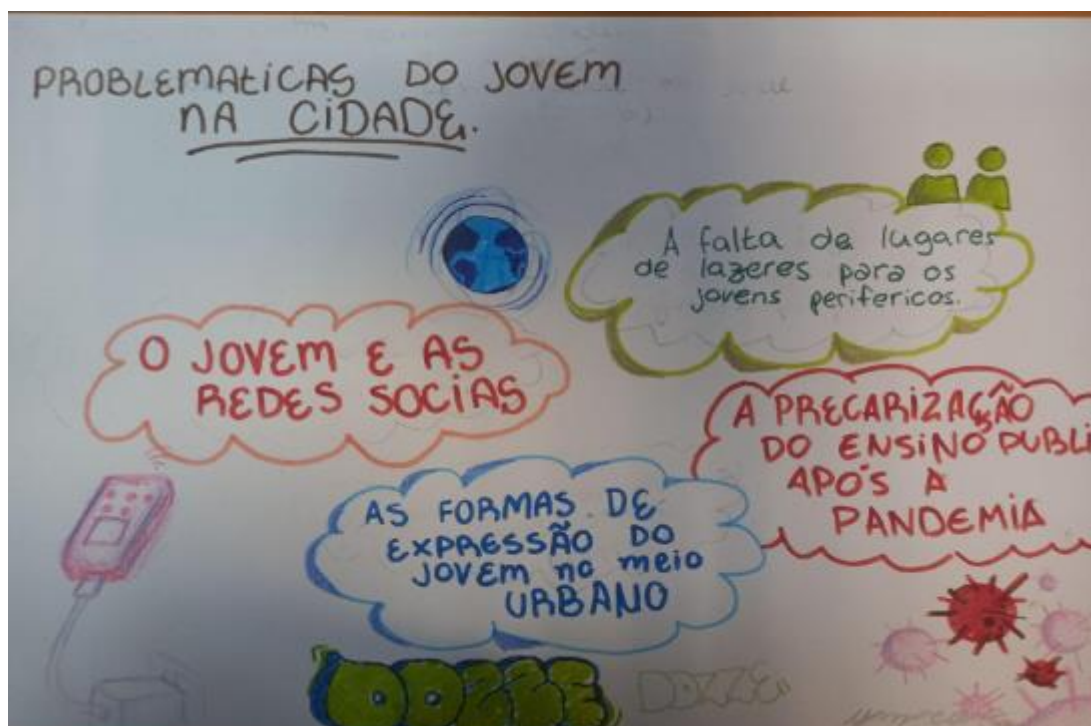 PROBLEMATiCAS DO JOVEM
NA CiDADE.
A falta de lugares
de lazeres para os
jovens perifericos.
O JOVEM E AS
REDES SOCiAS
A PRECARiZAÇÃO
DO ENSiNO PUBLi
APÓS A
PANDEMiA
AS FORMAS DE
EXPRESSÃO DO
JOVEM no meio
URBANO